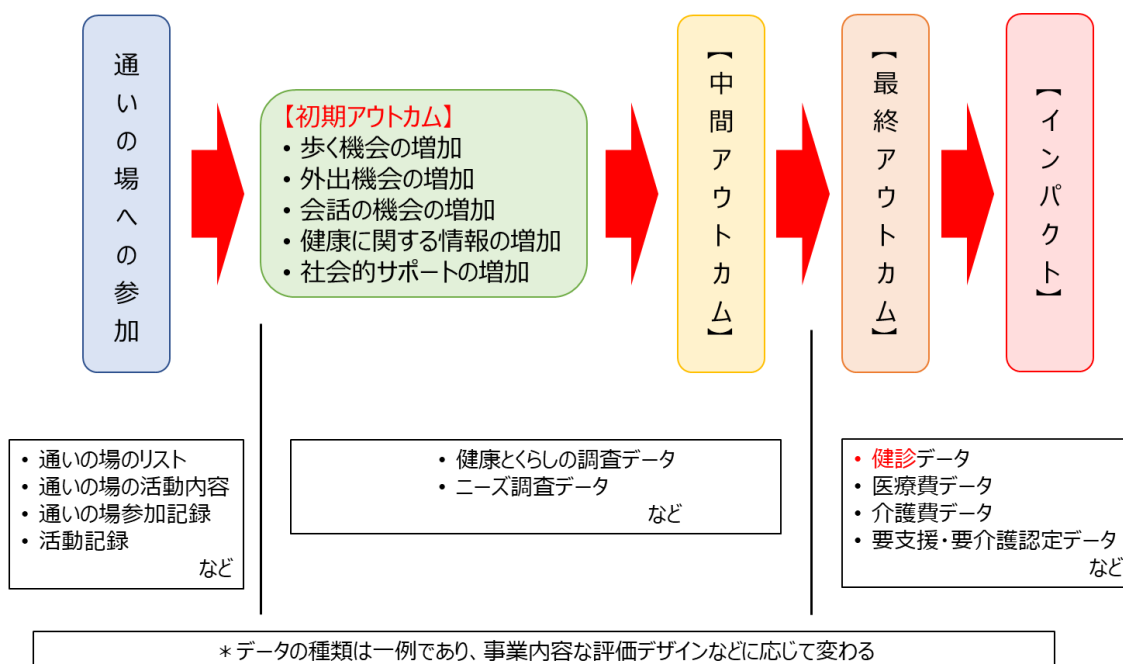 通いの場への参加
【初期アウトカム】
• 歩く機会の増加
• 外出機会の増加
• 会話の機会の増加
• 健康に関する情報の増加
• 社会的サポートの増加
【中間アウトカム】
【最終アウトカム】
【インパクト】
• 通いの場のリスト
• 通いの場の活動内容
• 通いの場参加記録
• 活動記録
など
• 健康とくらしの調査データ
• ニーズ調査データ
など
• 健診データ
• 医療費データ
• 介護費データ
• 要支援・要介護認定データ
など
＊データの種類は一例であり、事業内容な評価デザインなどに応じて変わる